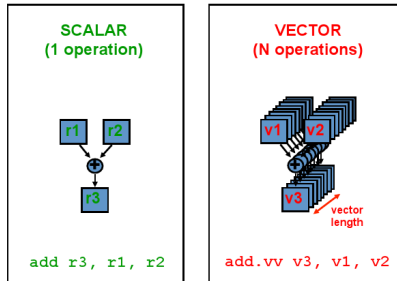 SCALAR
(1 operation)
r1
r2
+
r3
add r3, r1, r2
VECTOR
(N operations)
v1
v2
+
v3
vector
length
add.vv v3, v1, v2